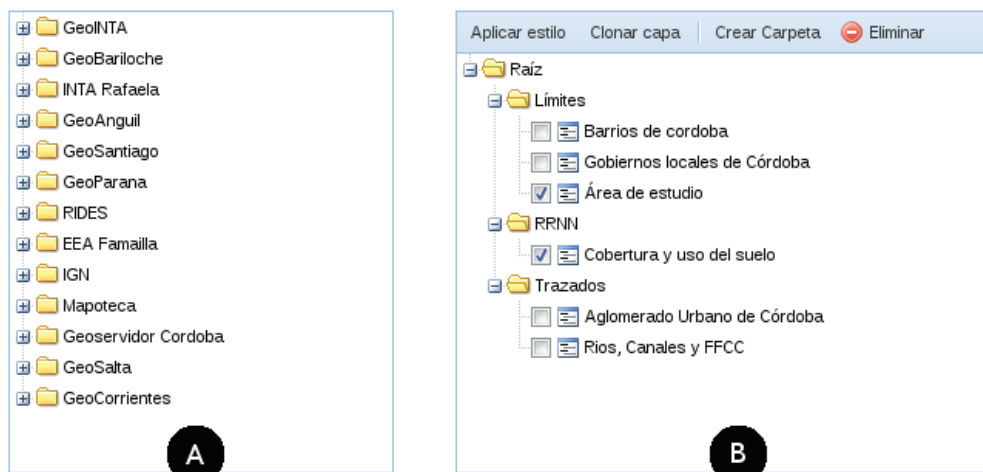 GeoINTA
GeoBariloche
INTA Rafaela
GeoAnguil
GeoSantiago
GeoParana
RIDES
EEA Famailla
IGN
Mapoteca
Geoservidor Cordoba
GeoSalta
GeoCorrientes
A
Aplicar estilo Clonar capa Crear Carpeta Eliminar
Raíz
Límites
Barrios de cordoba
Gobiernos locales de Córdoba
Área de estudio
RRNN
Cobertura y uso del suelo
Trazados
Aglomerado Urbano de Córdoba
Rios, Canales y FFCC
B